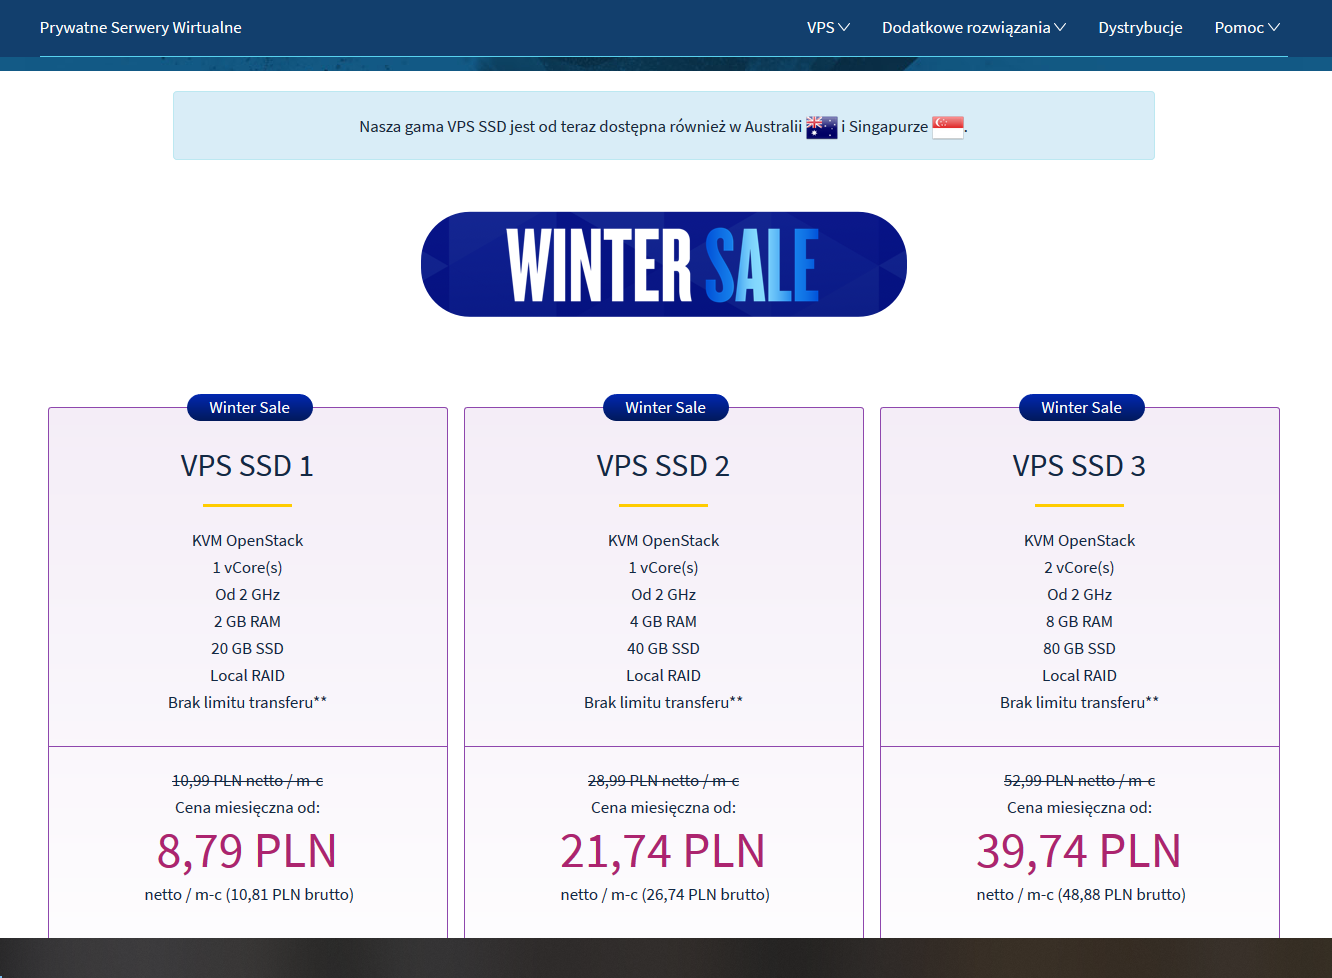 Prywatne Serwery Wirtualne VPS Dodatkowe rozwiązania Dystrybucje Pomoc
Nasza gama VPS SSD jest od teraz dostępna również w Australii i Singapurze .
WINTER SALE
Winter Sale
VPS SSD 1
KVM OpenStack
1 vCore(s)
Od 2 GHz
2 GB RAM
20 GB SSD
Local RAID
Brak limitu transferu**
10,99 PLN netto / m-c
Cena miesięczna od:
8,79 PLN
netto / m-c (10,81 PLN brutto)
Winter Sale
VPS SSD 2
KVM OpenStack
1 vCore(s)
Od 2 GHz
4 GB RAM
40 GB SSD
Local RAID
Brak limitu transferu**
28,99 PLN netto / m-c
Cena miesięczna od:
21,74 PLN
netto / m-c (26,74 PLN brutto)
Winter Sale
VPS SSD 3
KVM OpenStack
2 vCore(s)
Od 2 GHz
8 GB RAM
80 GB SSD
Local RAID
Brak limitu transferu**
52,99 PLN netto / m-c
Cena miesięczna od:
39,74 PLN
netto / m-c (48,88 PLN brutto)